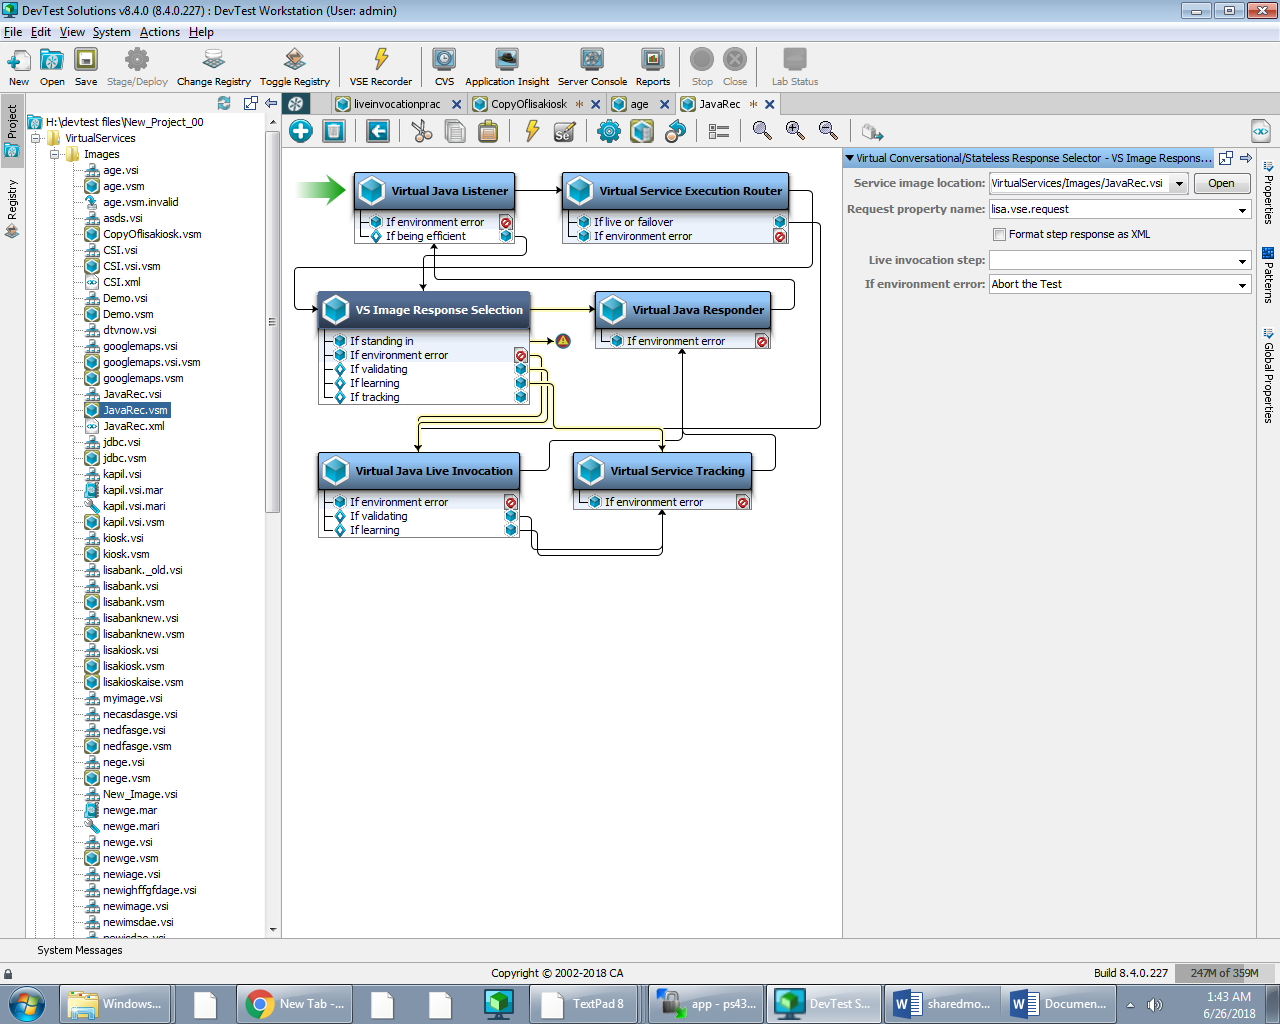 DevTest Solutions v8.4.0 (8.4.0.227) : DevTest Workstation (User: admin)
File Edit View System Actions Help
New Open Save Stage/Deploy Change Registry Toggle Registry VSE Recorder CVS Application Insight Server Console Reports Stop Close Lab Status
Project
Registry
H:\devtest files\New_Project_00
VirtualServices
Images
age.vsi
age.vsm
age.vsm.invalid
asds.vsi
CopyOflisakiosk.vsm
CSI.vsi
CSI.vsi.vsm
CSI.xml
Demo.vsi
Demo.vsm
dtvnow.vsi
googlemaps.vsi
googlemaps.vsi.vsm
googlemaps.vsm
JavaRec.vsi
JavaRec.vsm
JavaRec.xml
jdbc.vsi
jdbc.vsm
kapil.vsi
kapil.vsi.mar
kapil.vsi.mari
kapil.vsi.vsm
kiosk.vsi
kiosk.vsm
lisabank._old.vsi
lisabank.vsi
lisabank.vsm
lisabanknew.vsi
lisabanknew.vsm
lisakiosk.vsi
lisakiosk.vsm
lisakioskaise.vsm
myimage.vsi
necasdasge.vsi
nedfasge.vsi
nedfasge.vsm
nege.vsi
nege.vsm
New_Image.vsi
newge.mar
newge.mari
newge.vsi
newge.vsm
newiage.vsi
newighffgfdage.vsi
newimage.vsi
newimsdae.vsi
liveinvocationprac CopyOflisakiosk * age JavaRec *
Se
Virtual Java Listener
If environment error
If being efficient
Virtual Service Execution Router
If live or failover
If environment error
VS Image Response Selection
If standing in
If environment error
If validating
If learning
If tracking
Virtual Java Responder
If environment error
Virtual Java Live Invocation
If environment error
If validating
If learning
Virtual Service Tracking
If environment error
Virtual Conversational/Stateless Response Selector - VS Image Respons...
Service image location: VirtualServices/Images/JavaRec.vsi Open
Request property name: lisa.vse.request
Format step response as XML
Live invocation step:
If environment error: Abort the Test
Properties
Patterns
Global Properties
System Messages
Copyright © 2002-2018 CA
Build 8.4.0.227 247M of 359M
Windows... New Tab -... TextPad 8 app - ps43... DevTest S... sharedmo... Documen...
1:43 AM
6/26/2018